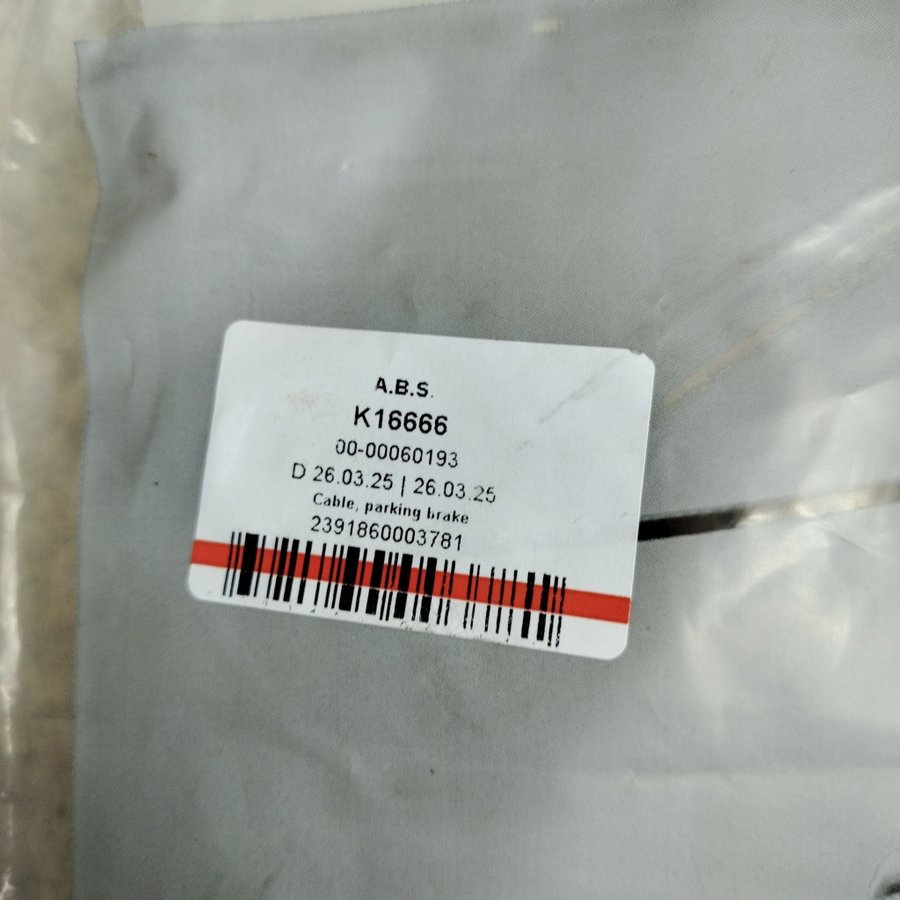 A.B.S.
K16666
00-00060193
D 26.03.25 | 26.03.25
Cable, parking brake
2391860003781